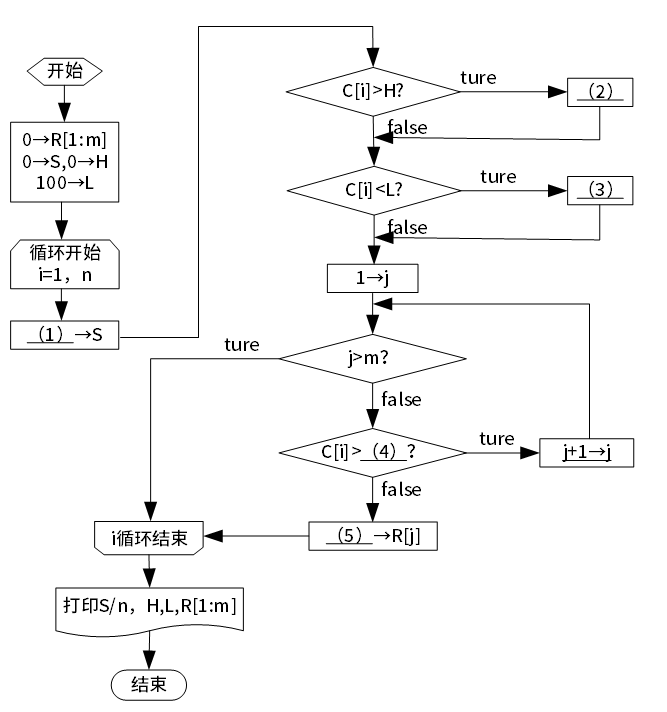 开始
0→R[1:m]
0→S,0→H
100→L
循环开始
i=1，n
（1）→S
C[i]>H?
ture
（2）
false
C[i]<L?
ture
（3）
false
1→j
j>m?
ture
false
C[i]>（4）?
ture
j+1→j
false
（5）→R[j]
i循环结束
打印S/n，H,L,R[1:m]
结束